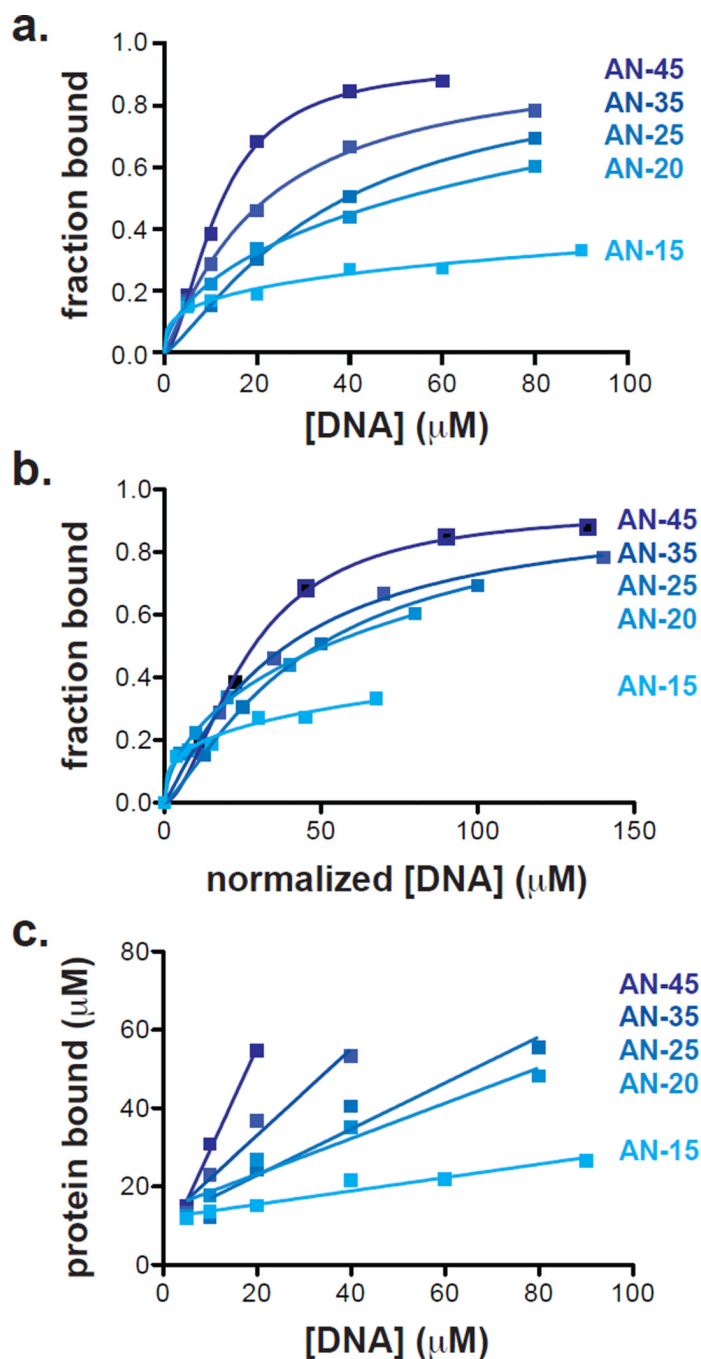 a.
1.0
0.8
0.6
0.4
0.2
0.0
fraction bound
0 20 40 60 80 100
[DNA] (μM)
AN-45
AN-35
AN-25
AN-20
AN-15
b.
1.0
0.8
0.6
0.4
0.2
0.0
fraction bound
0 50 100 150
normalized [DNA] (μM)
AN-45
AN-35
AN-25
AN-20
AN-15
c.
80
60
40
20
0
protein bound (μM)
0 20 40 60 80 100
[DNA] (μM)
AN-45
AN-35
AN-25
AN-20
AN-15